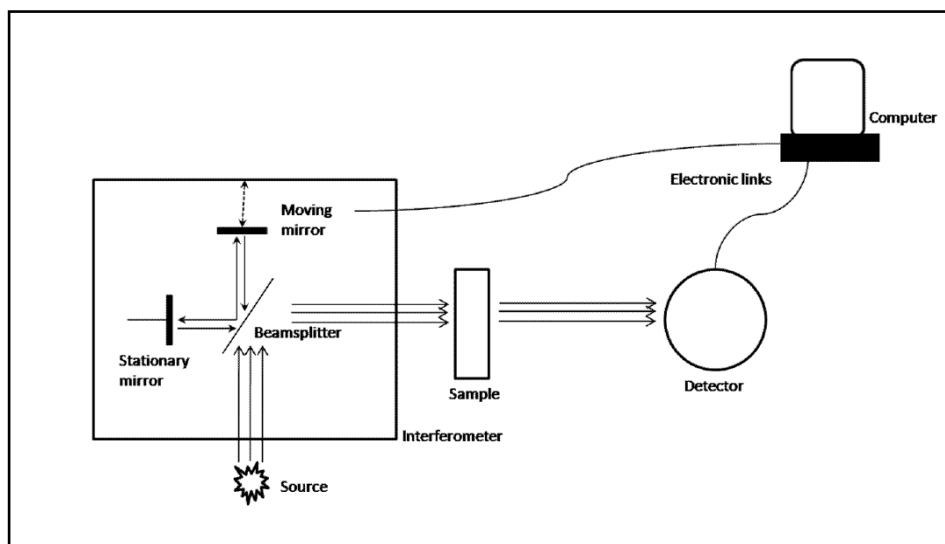 Computer
Electronic links
Moving
mirror
Beamsplitter
Stationary
mirror
Sample
Detector
Interferometer
Source